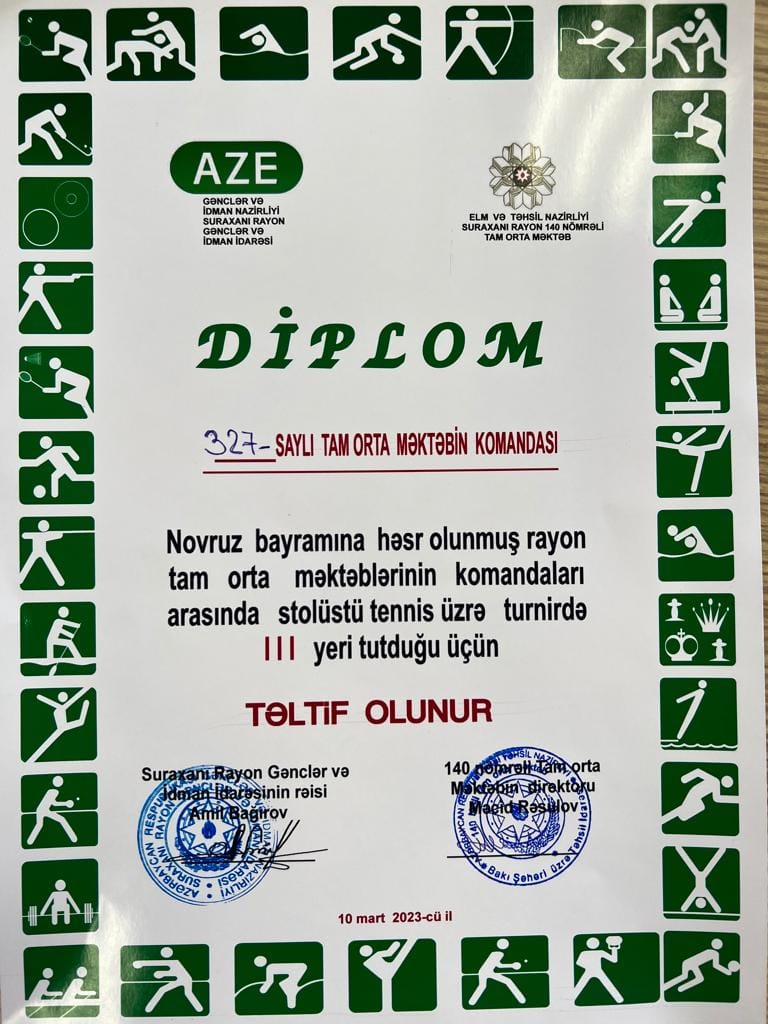 AZE
GƏNCLƏR VƏ
İDMAN NAZİRLİYİ
SURAXANI RAYON
GƏNCLƏR VƏ
İDMAN İDARƏSİ
ELM VƏ TƏHSİL NAZİRLİYİ
SURAXANI RAYON 140 NÖMRƏLİ
TAM ORTA MƏKTƏB
DİPLOM
327- SAYLI TAM ORTA MƏKTƏBİN KOMANDASI
Novruz bayramına həsr olunmuş rayon
tam orta məktəblərinin komandaları
arasında stolüstü tennis üzrə turnirdə
III yeri tutduğu üçün
TƏLTİF OLUNUR
Suraxanı Rayon Gənclər və
İdman İdarəsinin rəisi
Amil Bağırov
140 nömrəli Tam orta
Məktəbin direktoru
Məcid Rəsulov
10 mart 2023-cü il